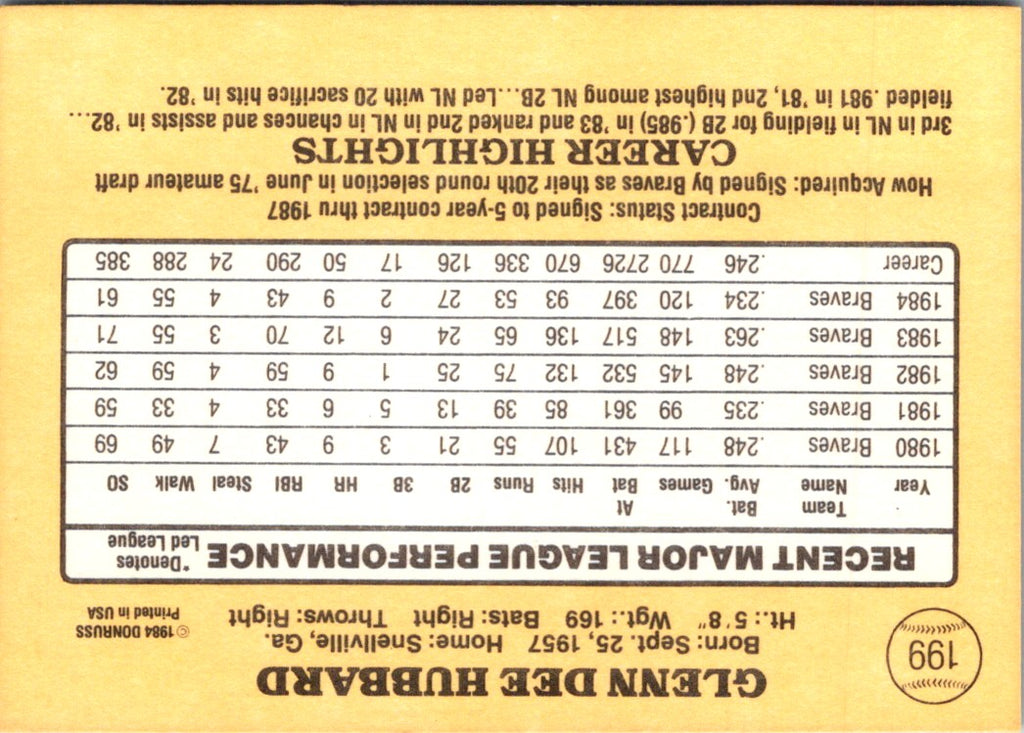 199
GLENN DEE HUBBARD
Born: Sept. 25, 1957 Home: Snellville, Ga.
Ht.: 5'8" Wgt.: 169 Bats: Right Throws: Right
©1984 DONRUSS
Printed in USA
RECENT MAJOR LEAGUE PERFORMANCE
*Denotes
Led League
Year Team Name Bat. Avg. Games At Bat Hits Runs 2B 3B HR RBI Steal Walk SO
1980 Braves .248 117 431 107 55 21 3 9 43 7 49 69
1981 Braves .235 99 361 85 39 13 5 6 33 4 33 59
1982 Braves .248 145 532 132 75 25 1 9 59 4 59 62
1983 Braves .263 148 517 136 65 24 6 12 70 3 55 71
1984 Braves .234 120 397 93 53 27 2 9 43 4 55 61
Career .246 770 2726 670 336 126 17 50 290 24 288 385
Contract Status: Signed to 5-year contract thru 1987
How Acquired: Signed by Braves as their 20th round selection in June '75 amateur draft
CAREER HIGHLIGHTS
3rd in NL in fielding for 2B (.985) in '83 and ranked 2nd in NL in chances and assists in '82...
fielded .981 in '81, 2nd highest among NL 2B...Led NL with 20 sacrifice hits in '82.